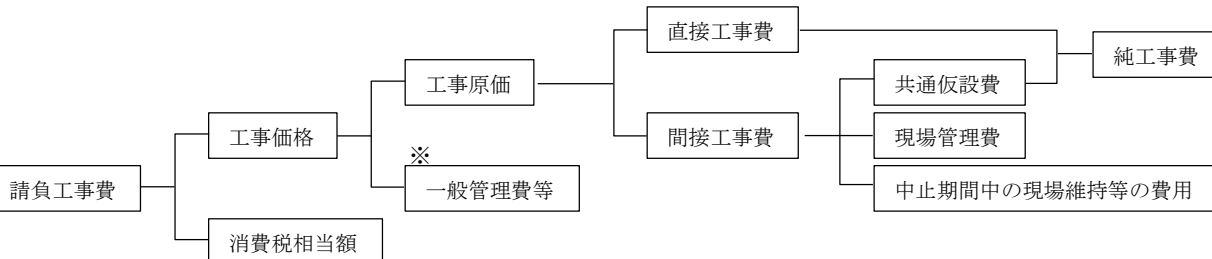 直接工事費
純工事費
工事原価
共通仮設費
工事価格
間接工事費
現場管理費
※
請負工事費
一般管理費等
中止期間中の現場維持等の費用
消費税相当額